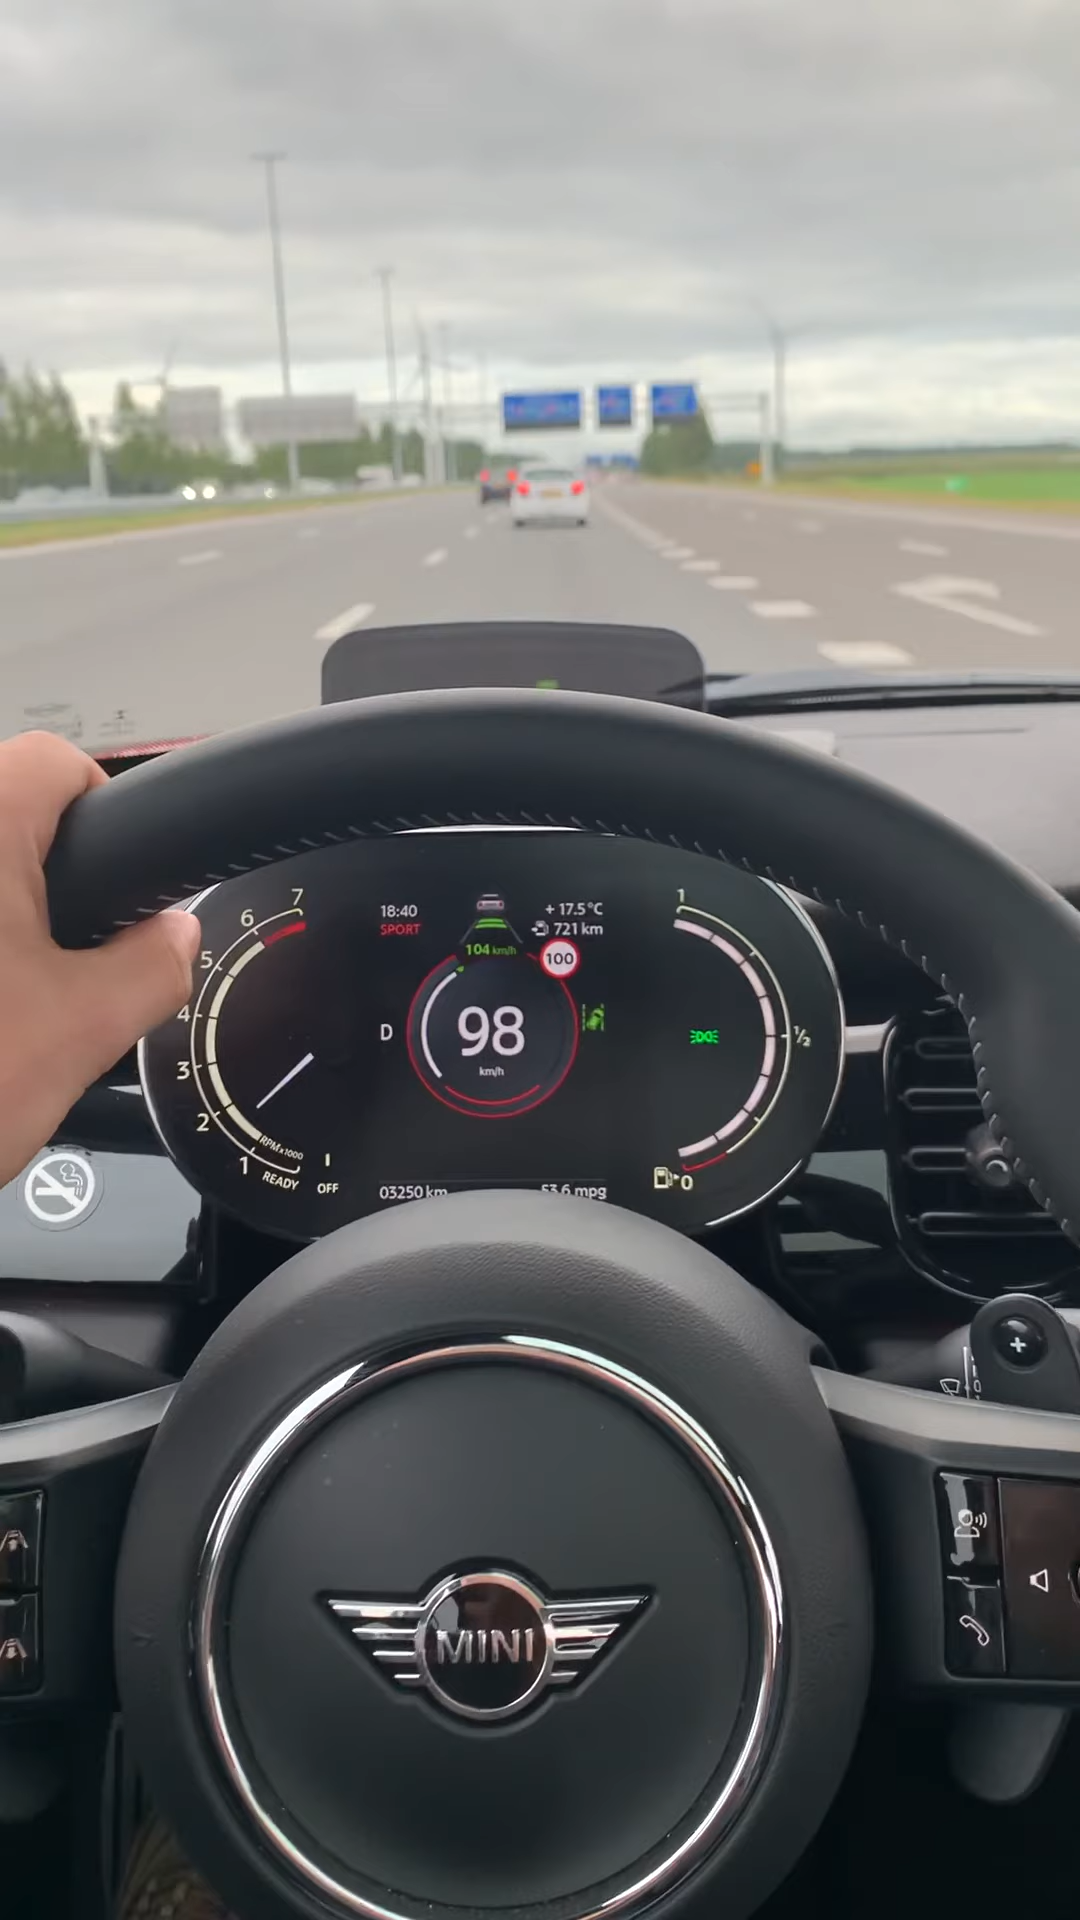 18:40
SPORT
104 km/h
+ 17.5 °C
721 km
100
D
98
km/h
7
6
5
4
3
2
1
RPMx1000
READY
OFF
1
½
0
03250 km
53.6 mpg
+
MINI